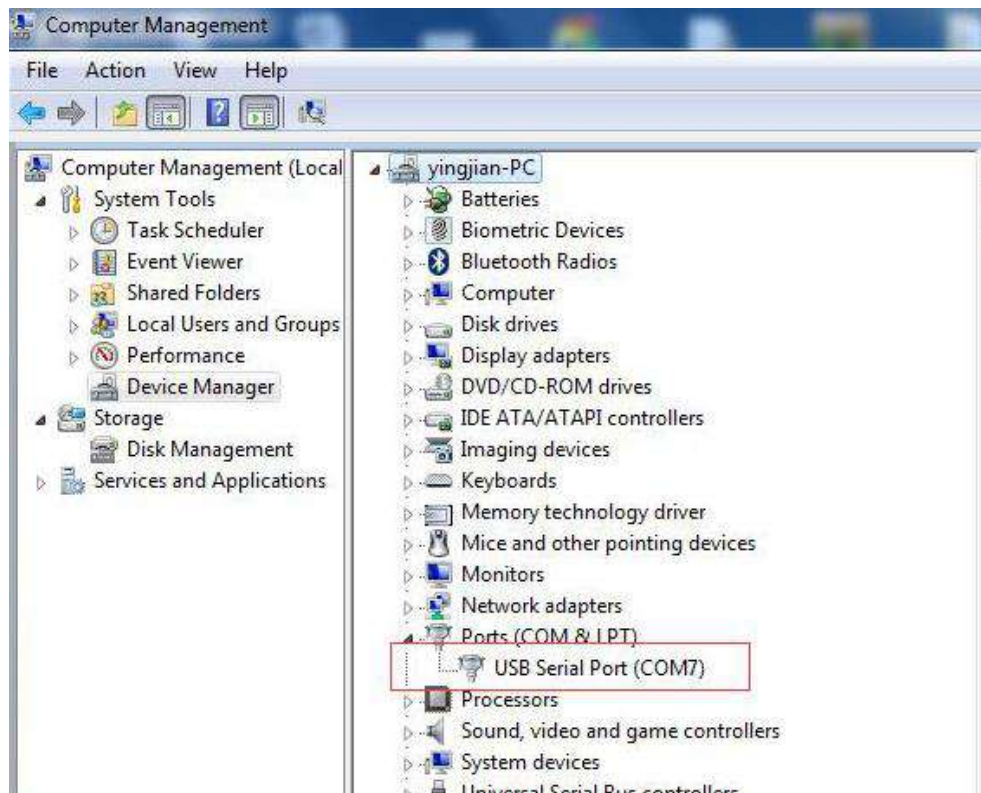 Computer Management
File Action View Help
Computer Management (Local
System Tools
Task Scheduler
Event Viewer
Shared Folders
Local Users and Groups
Performance
Device Manager
Storage
Disk Management
Services and Applications
yingjian-PC
Batteries
Biometric Devices
Bluetooth Radios
Computer
Disk drives
Display adapters
DVD/CD-ROM drives
IDE ATA/ATAPI controllers
Imaging devices
Keyboards
Memory technology driver
Mice and other pointing devices
Monitors
Network adapters
Ports (COM & LPT)
USB Serial Port (COM7)
Processors
Sound, video and game controllers
System devices
Universal Serial Bus controllers